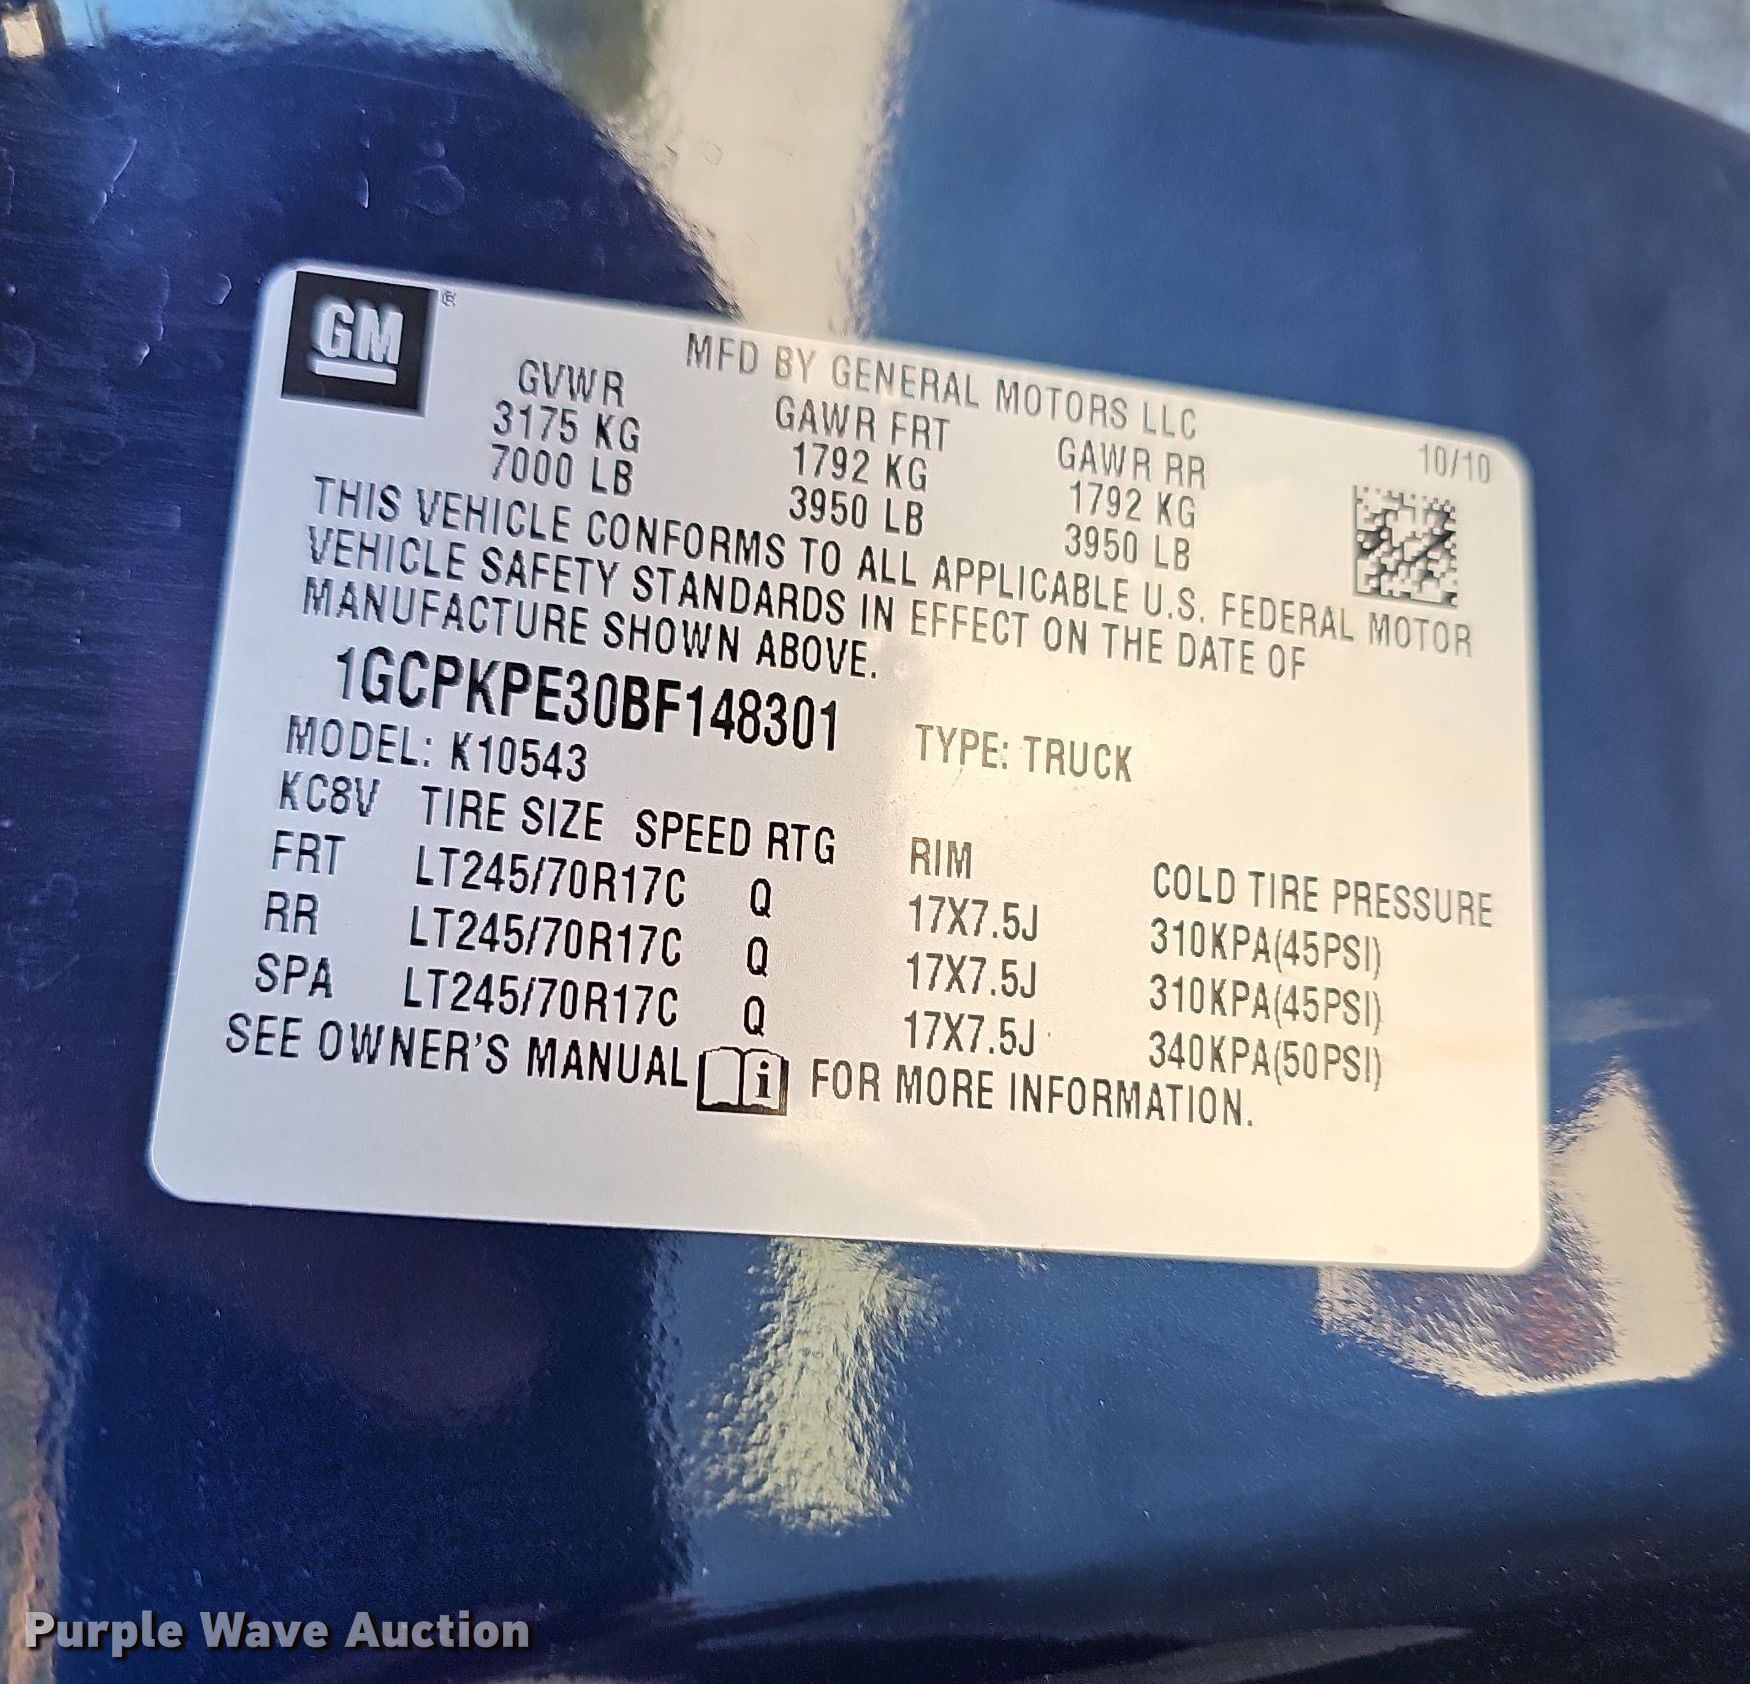 GM ®
MFD BY GENERAL MOTORS LLC
10/10
GVWR GAWR FRT GAWR RR
3175 KG 1792 KG 1792 KG
7000 LB 3950 LB 3950 LB
THIS VEHICLE CONFORMS TO ALL APPLICABLE U.S. FEDERAL MOTOR
VEHICLE SAFETY STANDARDS IN EFFECT ON THE DATE OF
MANUFACTURE SHOWN ABOVE.
1GCPKPE30BF148301 TYPE: TRUCK
MODEL: K10543
KC8V TIRE SIZE SPEED RTG RIM COLD TIRE PRESSURE
FRT LT245/70R17C Q 17X7.5J 310KPA(45PSI)
RR LT245/70R17C Q 17X7.5J 310KPA(45PSI)
SPA LT245/70R17C Q 17X7.5J 340KPA(50PSI)
SEE OWNER'S MANUAL i FOR MORE INFORMATION.
Purple Wave Auction